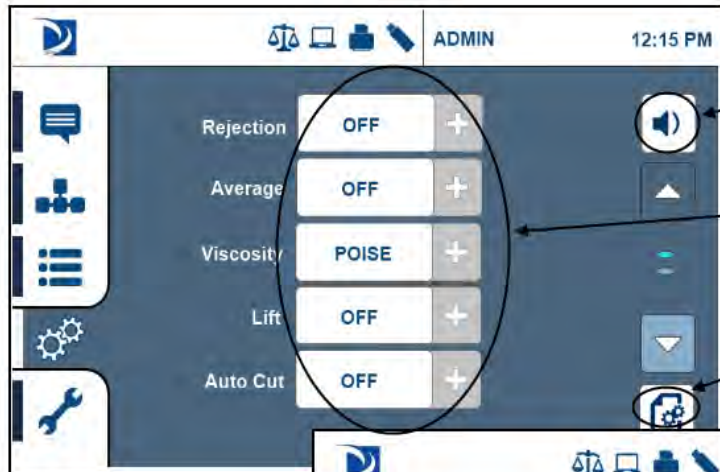 ADMIN 12:15 PM
Rejection OFF +
Average OFF +
Viscosity POISE +
Lift OFF +
Auto Cut OFF +